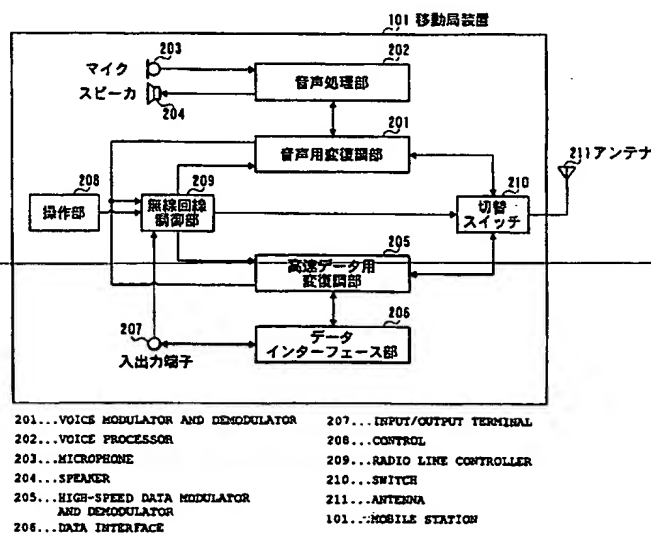 101 移動局装置
203
マイク
スピーカ
204
202
音声処理部
201
音声用変復調部
211 アンテナ
208
操作部
209
無線回線
制御部
210
切替
スイッチ
205
高速データ用
変復調部
206
データ
インターフェース部
207
入出力端子
201...VOICE MODULATOR AND DEMODULATOR
202...VOICE PROCESSOR
203...MICROPHONE
204...SPEAKER
205...HIGH-SPEED DATA MODULATOR
AND DEMODULATOR
206...DATA INTERFACE
207...INPUT/OUTPUT TERMINAL
208...CONTROL
209...RADIO LINE CONTROLLER
210...SWITCH
211...ANTENNA
101...MOBILE STATION